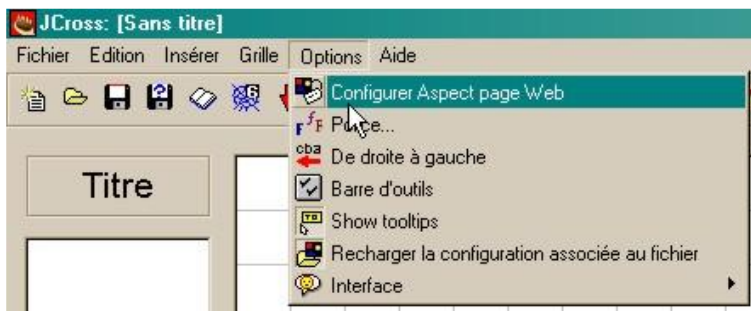 JCross: [Sans titre]
Fichier Edition Insérer Grille Options Aide
Configurer Aspect page Web
De droite à gauche
Titre
Barre d'outils
Show tooltips
Recharger la configuration associée au fichier
Interface